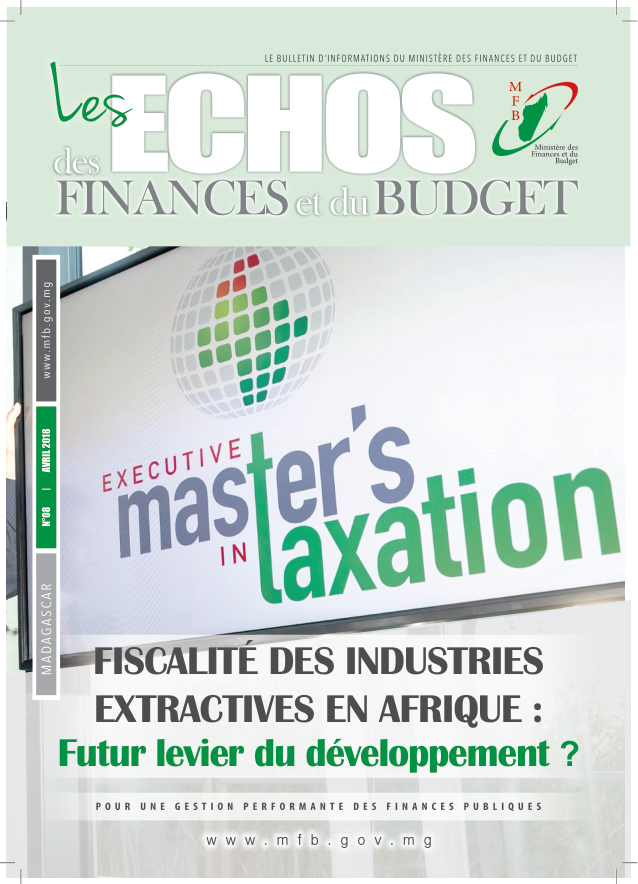 LE BULLETIN D'INFORMATIONS DU MINISTÈRE DES FINANCES ET DU BUDGET
Les ECHOS
des
FINANCES et du BUDGET
M
F
B
Ministère des
Finances et du
Budget
www.mfb.gov.mg
N°08 | AVRIL 2018
MADAGASCAR
EXECUTIVE
master's
IN taxation
FISCALITÉ DES INDUSTRIES
EXTRACTIVES EN AFRIQUE :
Futur levier du développement ?
POUR UNE GESTION PERFORMANTE DES FINANCES PUBLIQUES
www.mfb.gov.mg